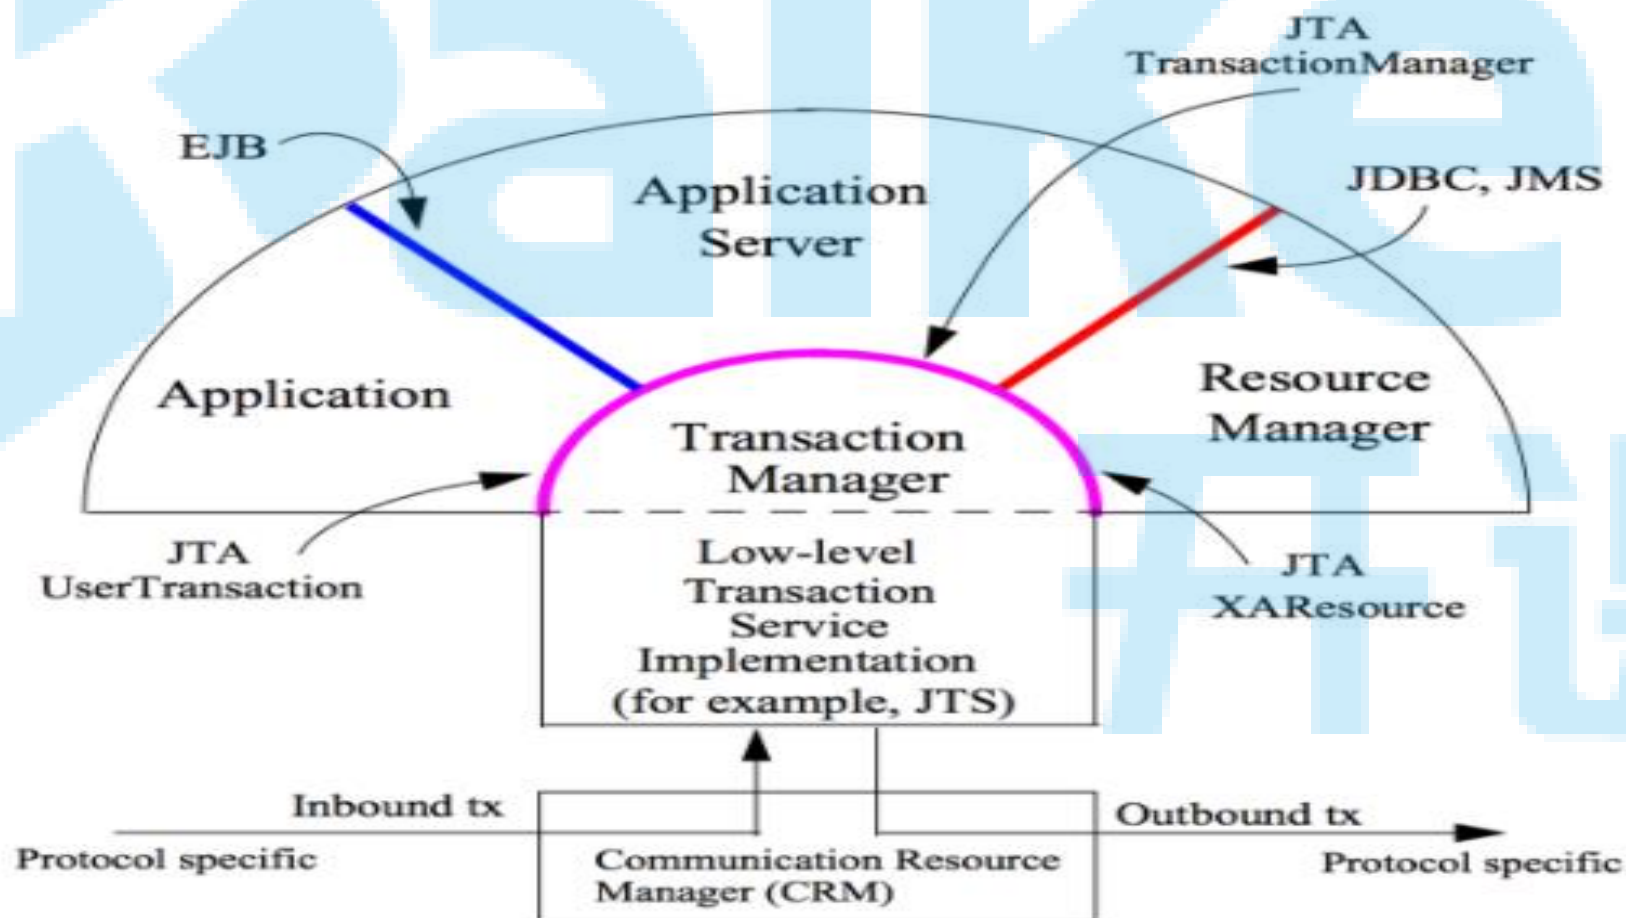 JTA
TransactionManager
EJB
JDBC, JMS
Application
Server
Application
Resource
Manager
Transaction
Manager
JTA
UserTransaction
JTA
XAResource
Low-level
Transaction
Service
Implementation
(for example, JTS)
Inbound tx
Outbound tx
Protocol specific
Protocol specific
Communication Resource
Manager (CRM)